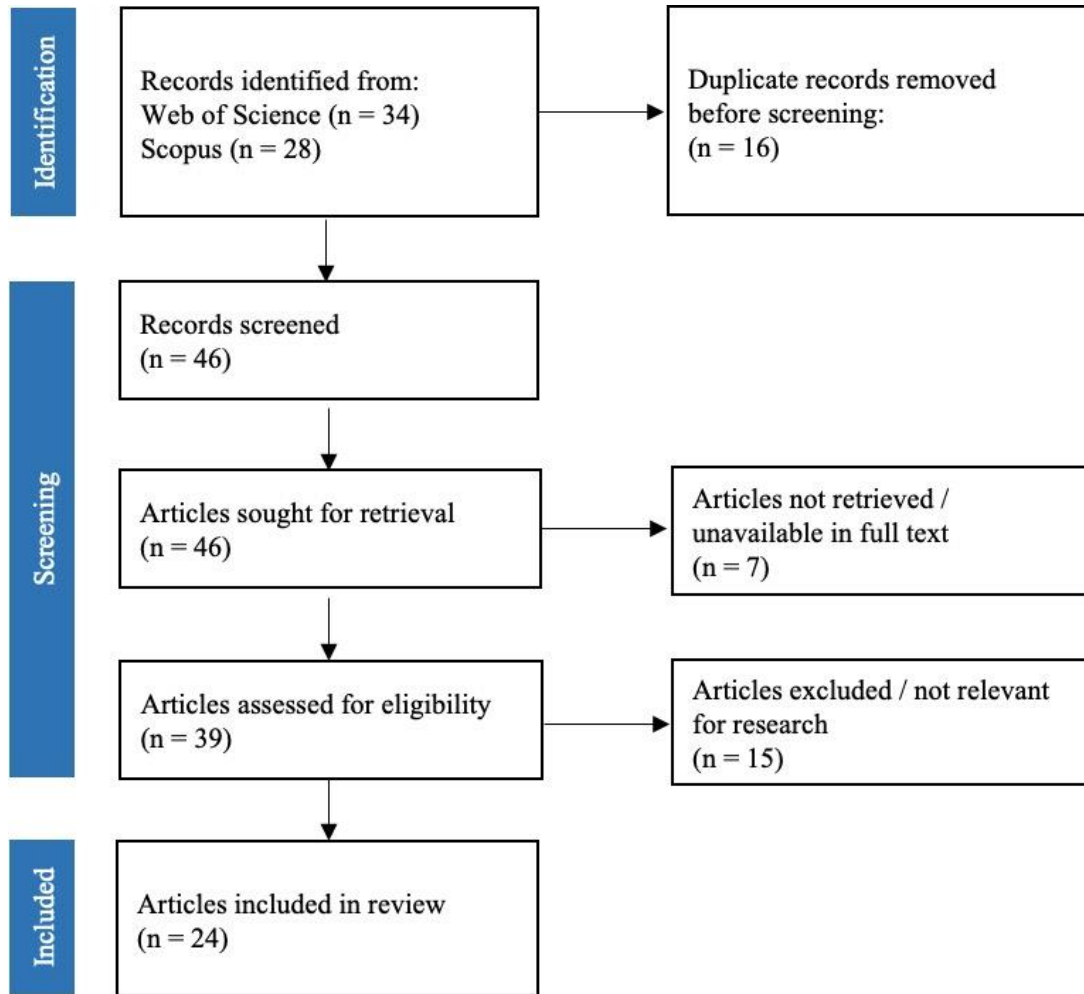 Identification
Records identified from:
Web of Science (n = 34)
Scopus (n = 28)
Duplicate records removed
before screening:
(n = 16)
Screening
Records screened
(n = 46)
Articles sought for retrieval
(n = 46)
Articles not retrieved /
unavailable in full text
(n = 7)
Articles assessed for eligibility
(n = 39)
Articles excluded / not relevant
for research
(n = 15)
Included
Articles included in review
(n = 24)